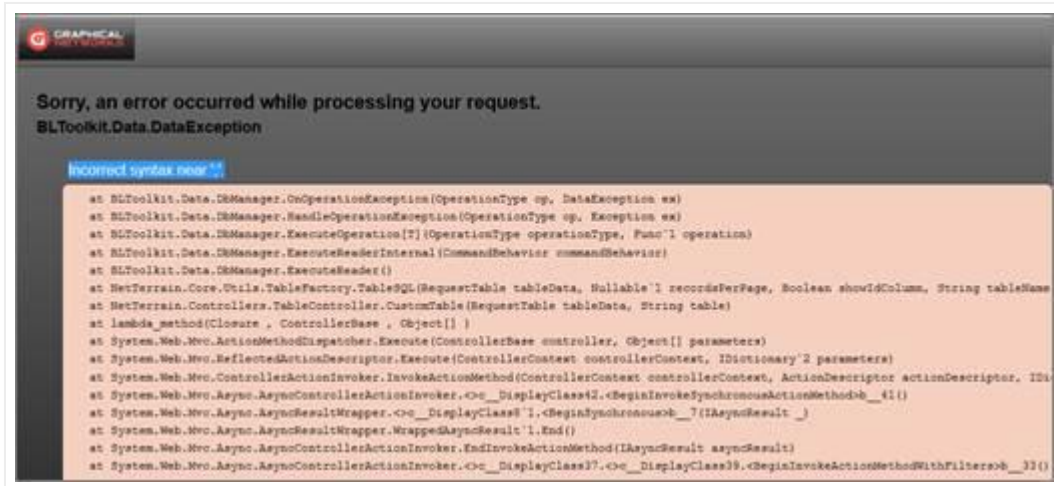 GRAPHICAL
NETWORKS
Sorry, an error occurred while processing your request.
BLToolkit.Data.DataException
Incorrect syntax near ','.
at BLToolkit.Data.DbManager.OnOperationException(OperationType op, DataException ex)
at BLToolkit.Data.DbManager.HandleOperationException(OperationType op, Exception ex)
at BLToolkit.Data.DbManager.ExecuteOperation[T](OperationType operationType, Func`1 operation)
at BLToolkit.Data.DbManager.ExecuteReaderInternal(CommandBehavior commandBehavior)
at BLToolkit.Data.DbManager.ExecuteReader()
at NetTerrain.Core.Utils.TableFactory.TableSQL(RequestTable tableData, Nullable`1 recordsPerPage, Boolean showIdColumn, String tableName
at NetTerrain.Controllers.TableController.CustomTable(RequestTable tableData, String table)
at lambda_method(Closure , ControllerBase , Object[] )
at System.Web.Mvc.ActionMethodDispatcher.Execute(ControllerBase controller, Object[] parameters)
at System.Web.Mvc.ReflectedActionDescriptor.Execute(ControllerContext controllerContext, IDictionary`2 parameters)
at System.Web.Mvc.ControllerActionInvoker.InvokeActionMethod(ControllerContext controllerContext, ActionDescriptor actionDescriptor, IDi
at System.Web.Mvc.Async.AsyncControllerActionInvoker.<>c__DisplayClass42.<BeginInvokeSynchronousActionMethod>b__41()
at System.Web.Mvc.Async.AsyncResultWrapper.<>c__DisplayClass8`1.<BeginSynchronous>b__7(IAsyncResult _)
at System.Web.Mvc.Async.AsyncResultWrapper.WrappedAsyncResult`1.End()
at System.Web.Mvc.Async.AsyncControllerActionInvoker.EndInvokeActionMethod(IAsyncResult asyncResult)
at System.Web.Mvc.Async.AsyncControllerActionInvoker.<>c__DisplayClass37.<>c__DisplayClass39.<BeginInvokeActionMethodWithFilters>b__33()